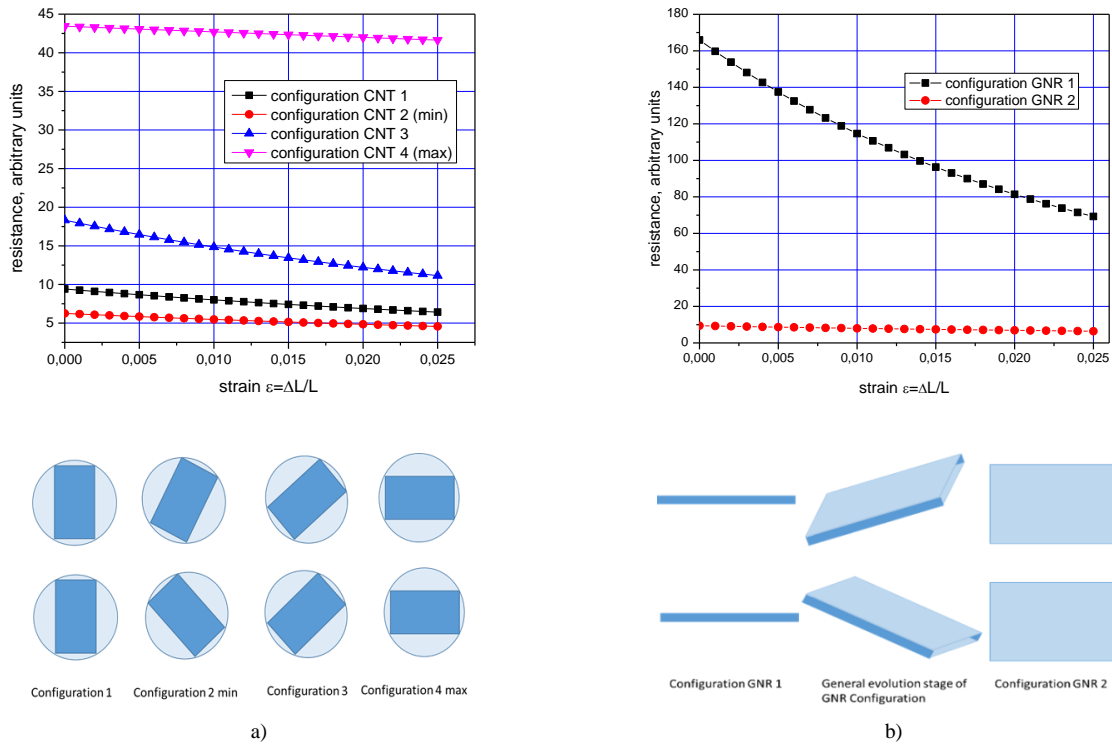 45
40
35
30
25
20
15
10
5
resistance, arbitrary units
configuration CNT 1
configuration CNT 2 (min)
configuration CNT 3
configuration CNT 4 (max)
0,000 0,005 0,010 0,015 0,020 0,025
strain ε=ΔL/L
180
160
140
120
100
80
60
40
20
0
resistance, arbitrary units
configuration GNR 1
configuration GNR 2
0,000 0,005 0,010 0,015 0,020 0,025
strain ε=ΔL/L
Configuration 1
Configuration 2 min
Configuration 3
Configuration 4 max
a)
Configuration GNR 1
General evolution stage of
GNR Configuration
Configuration GNR 2
b)